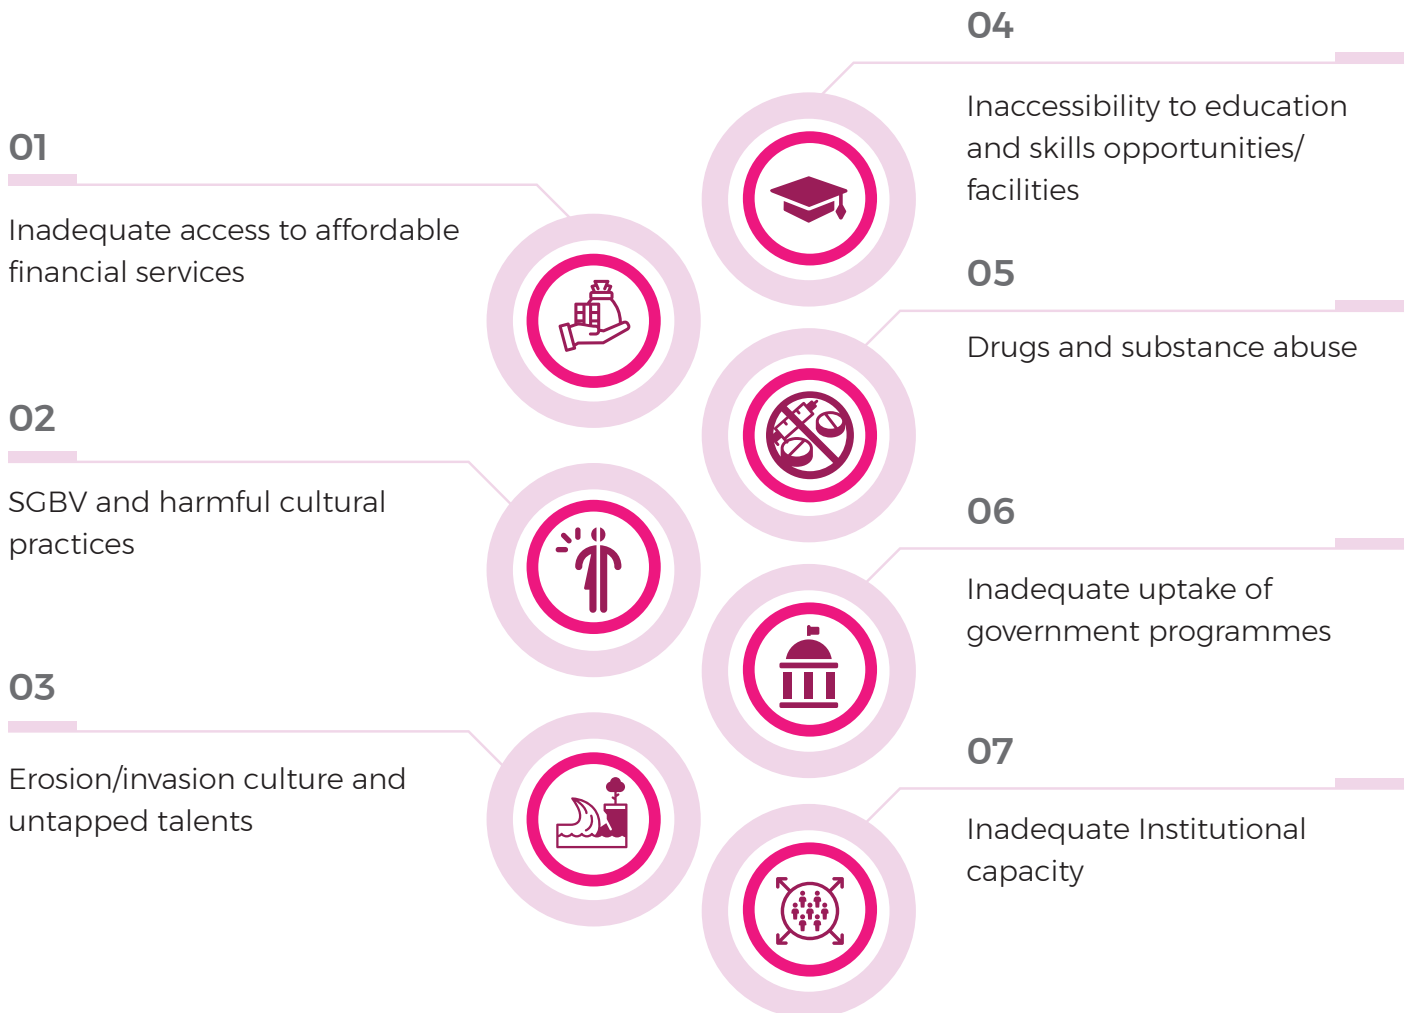 01
Inadequate access to affordable
financial services
02
SGBV and harmful cultural
practices
03
Erosion/invasion culture and
untapped talents
04
Inaccessibility to education
and skills opportunities/
facilities
05
Drugs and substance abuse
06
Inadequate uptake of
government programmes
07
Inadequate Institutional
capacity